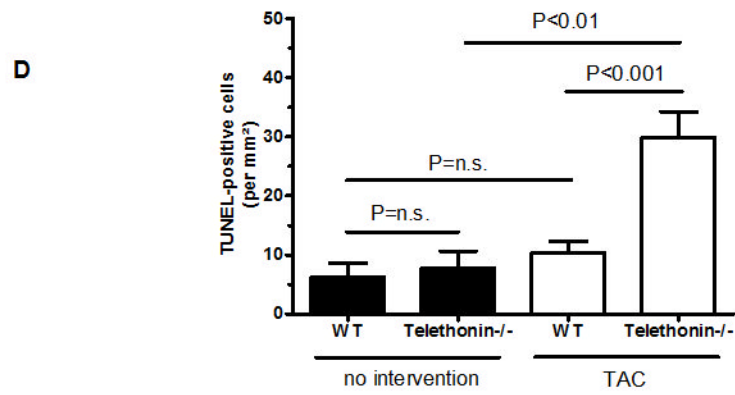 D
P<0.01
P<0.001
P=n.s.
P=n.s.
TUNEL-positive cells
(per mm²)
50
40
30
20
10
0
WT
Telethonin-/-
WT
Telethonin-/-
no intervention
TAC